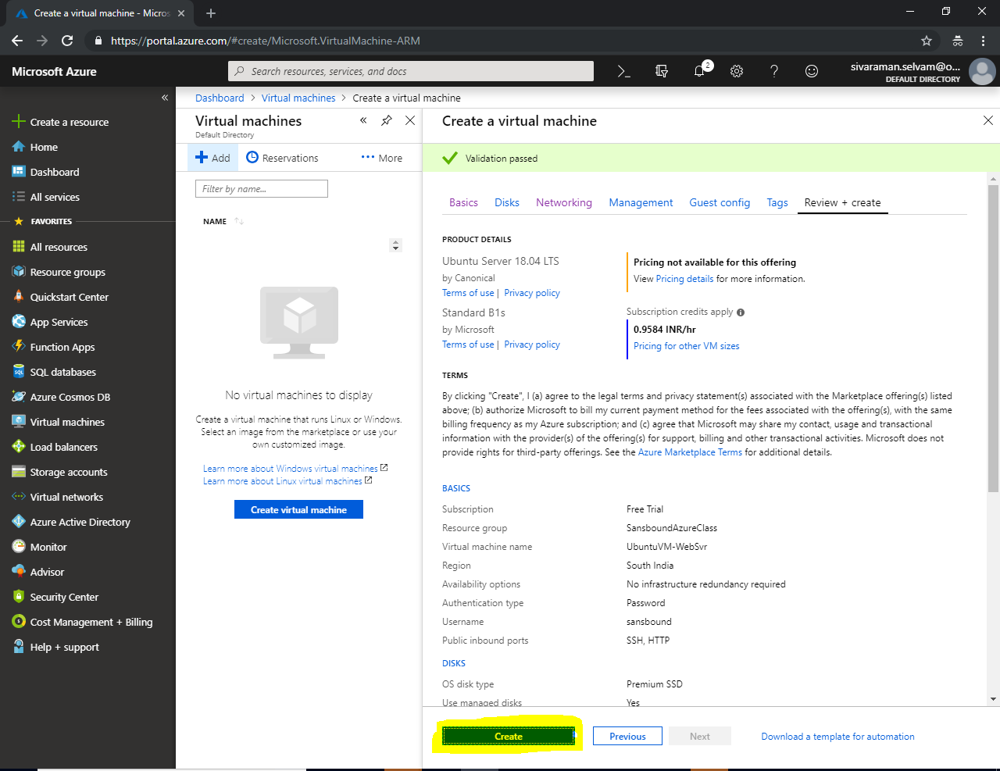 Create a virtual machine - Micros
https://portal.azure.com/#create/Microsoft.VirtualMachine-ARM
Microsoft Azure
Search resources, services, and docs
2
sivaraman.selvam@o...
DEFAULT DIRECTORY
Create a resource
Home
Dashboard
All services
FAVORITES
All resources
Resource groups
Quickstart Center
App Services
Function Apps
SQL databases
Azure Cosmos DB
Virtual machines
Load balancers
Storage accounts
Virtual networks
Azure Active Directory
Monitor
Advisor
Security Center
Cost Management + Billing
Help + support
Dashboard > Virtual machines > Create a virtual machine
Virtual machines
Default Directory
Add
Reservations
More
Filter by name...
NAME
No virtual machines to display
Create a virtual machine that runs Linux or Windows.
Select an image from the marketplace or use your
own customized image.
Learn more about Windows virtual machines
Learn more about Linux virtual machines
Create virtual machine
Create a virtual machine
Validation passed
Basics Disks Networking Management Guest config Tags Review + create
PRODUCT DETAILS
Ubuntu Server 18.04 LTS
by Canonical
Terms of use | Privacy policy
Pricing not available for this offering
View Pricing details for more information.
Standard B1s
by Microsoft
Terms of use | Privacy policy
Subscription credits apply
0.9584 INR/hr
Pricing for other VM sizes
TERMS
By clicking "Create", I (a) agree to the legal terms and privacy statement(s) associated with the Marketplace offering(s) listed
above; (b) authorize Microsoft to bill my current payment method for the fees associated with the offering(s), with the same
billing frequency as my Azure subscription; and (c) agree that Microsoft may share my contact, usage and transactional
information with the provider(s) of the offering(s) for support, billing and other transactional activities. Microsoft does not
provide rights for third-party offerings. See the Azure Marketplace Terms for additional details.
BASICS
Subscription Free Trial
Resource group SansboundAzureClass
Virtual machine name UbuntuVM-WebSvr
Region South India
Availability options No infrastructure redundancy required
Authentication type Password
Username sansbound
Public inbound ports SSH, HTTP
DISKS
OS disk type Premium SSD
Use managed disks Yes
Create
Previous
Next
Download a template for automation